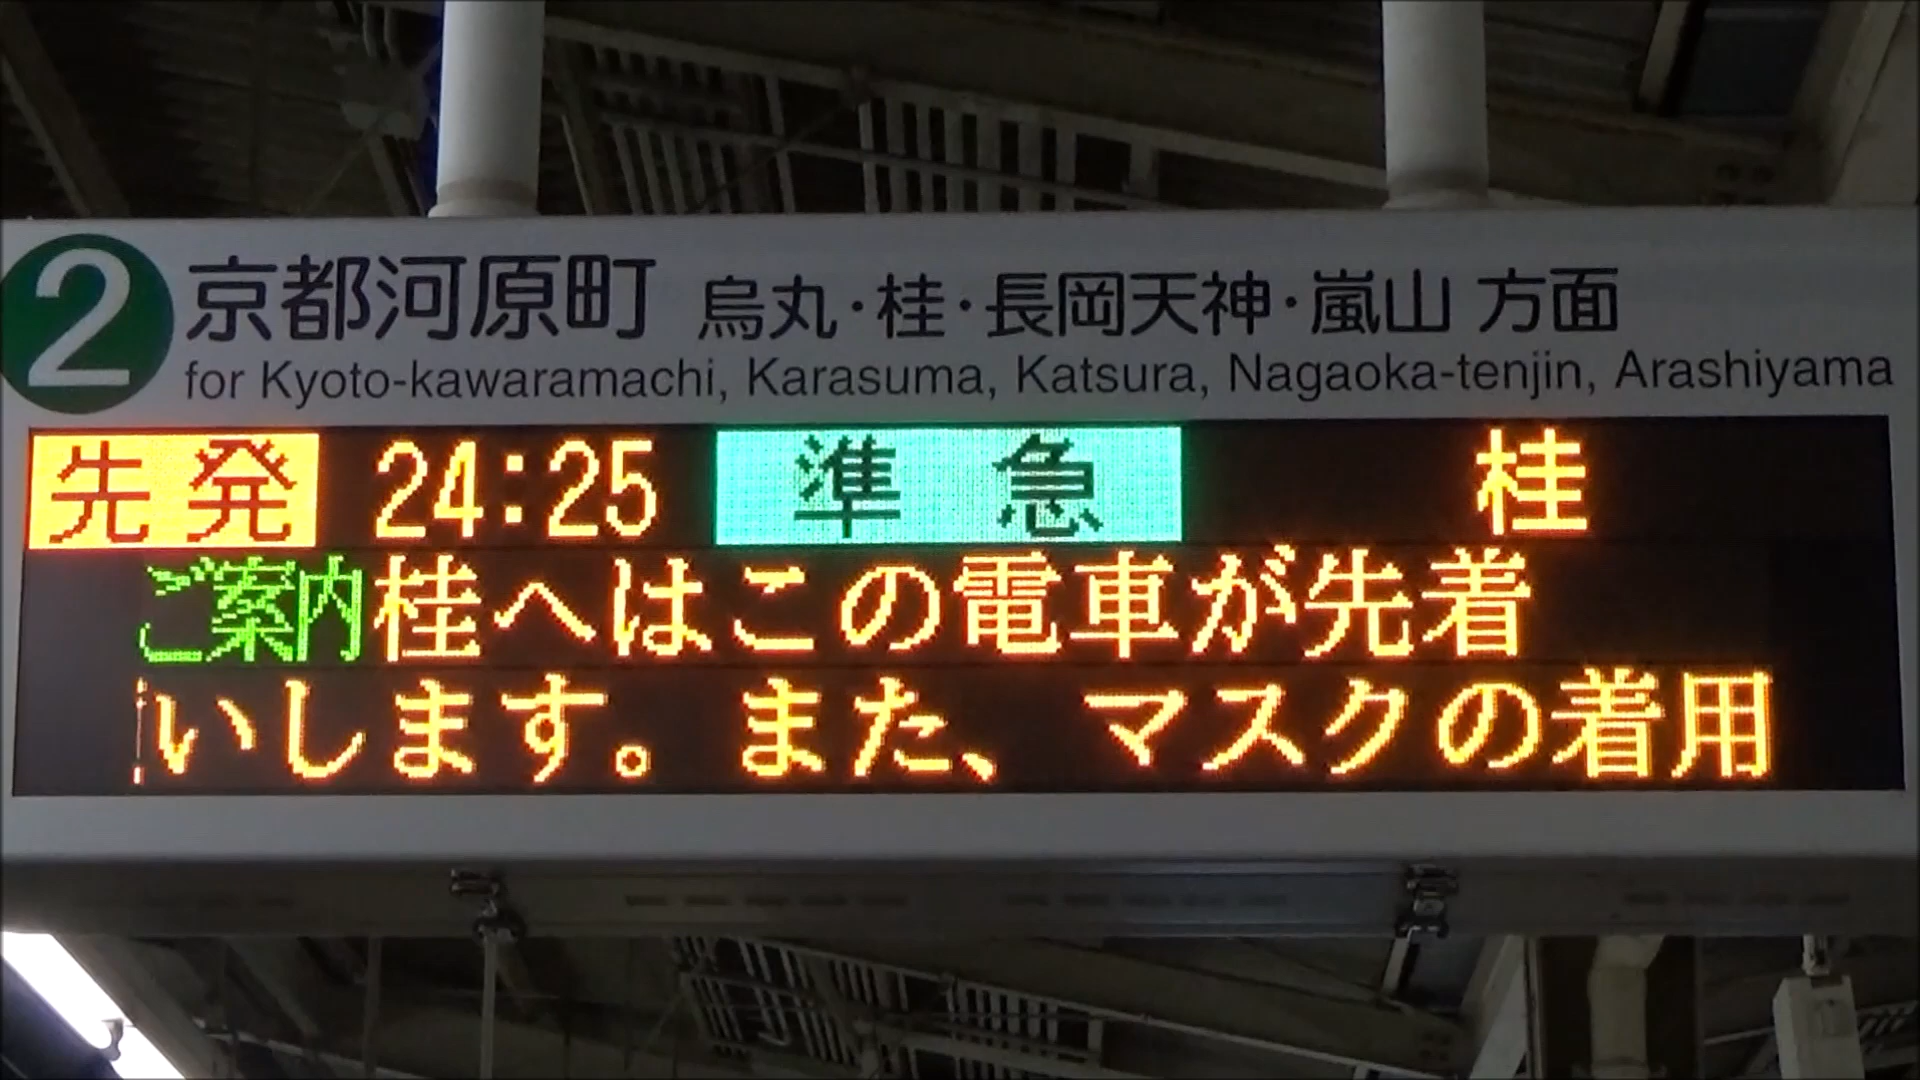 2 京都河原町 烏丸・桂・長岡天神・嵐山 方面
for Kyoto-kawaramachi, Karasuma, Katsura, Nagaoka-tenjin, Arashiyama
先発 24:25 準急 桂
ご案内 桂へはこの電車が先着
いします。また、マスクの着用